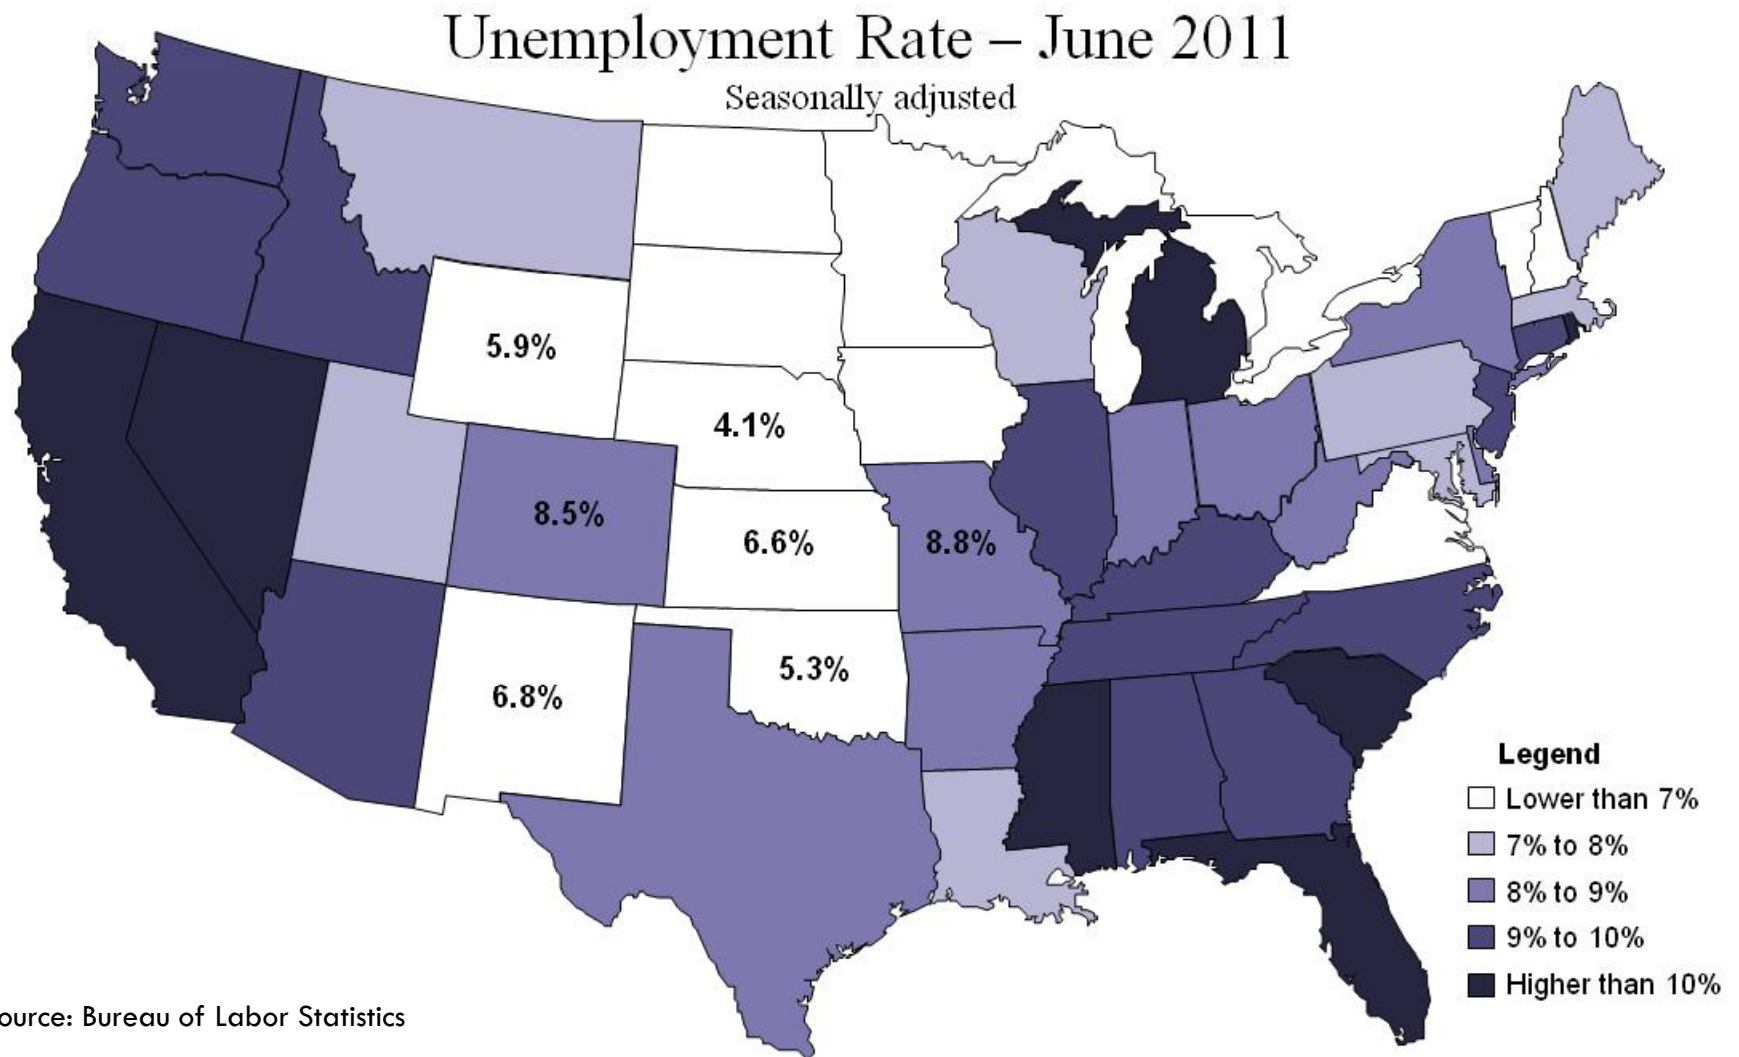 Unemployment Rate – June 2011
Seasonally adjusted
5.9%
4.1%
8.5%
6.6%
8.8%
5.3%
6.8%
Legend
Lower than 7%
7% to 8%
8% to 9%
9% to 10%
Higher than 10%
ource: Bureau of Labor Statistics